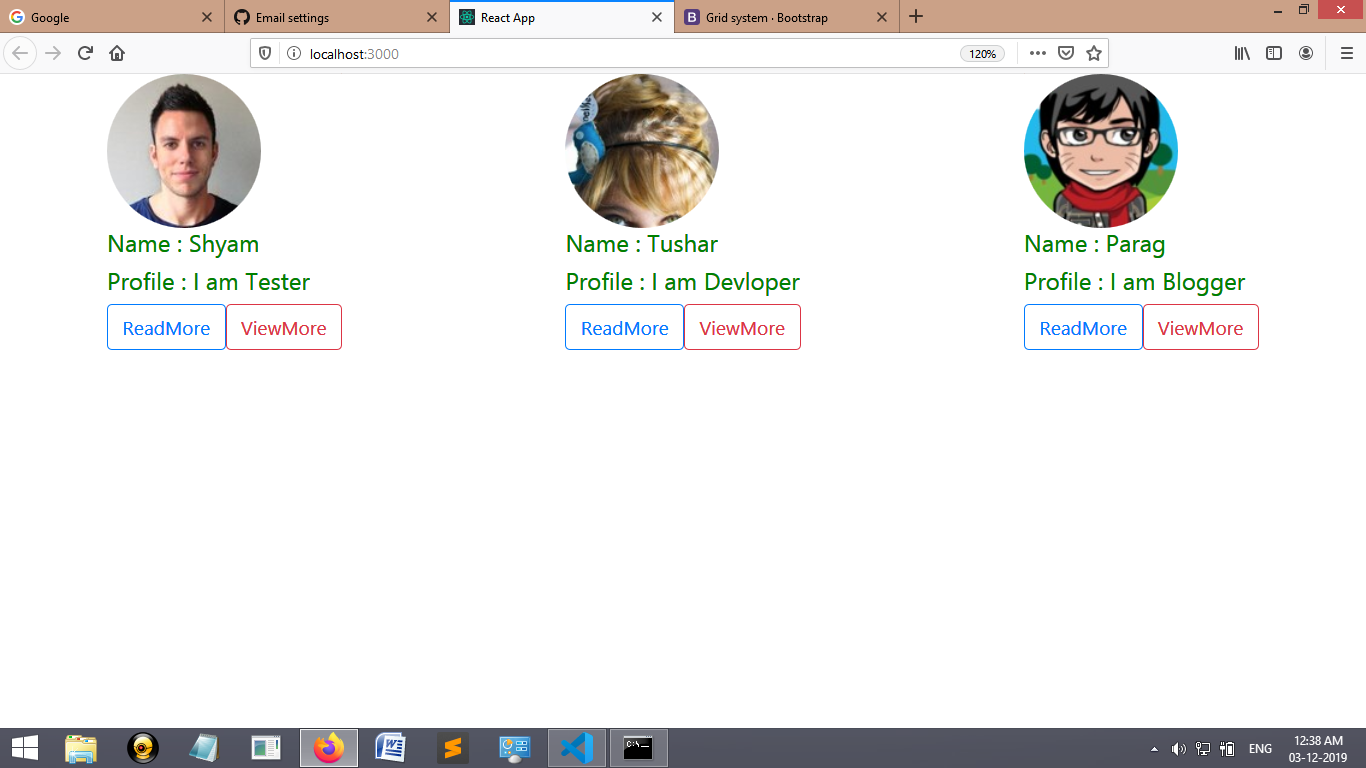 Google
Email settings
React App
Grid system · Bootstrap
localhost:3000
120%
Name : Shyam
Profile : I am Tester
ReadMore ViewMore
Name : Tushar
Profile : I am Devloper
ReadMore ViewMore
Name : Parag
Profile : I am Blogger
ReadMore ViewMore
ENG
12:38 AM
03-12-2019